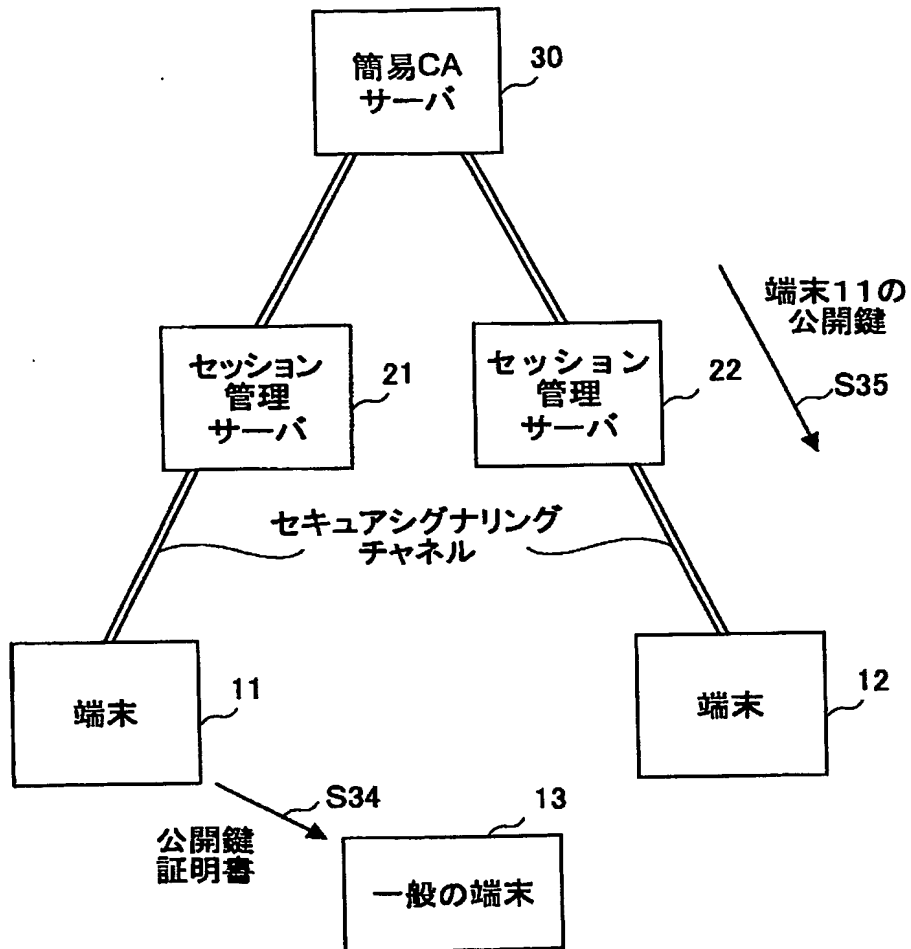 簡易CA
サーバ
30
端末11の
公開鍵
S35
セッション
管理
サーバ
21
セッション
管理
サーバ
22
セキュアシグナリング
チャネル
端末
11
端末
12
S34
公開鍵
証明書
13
一般の端末